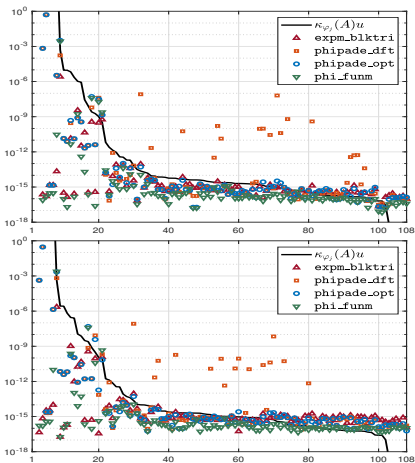 10^0
κ_{φ_j}(A)u
expm_blktri
phipade_dft
phipade_opt
phi_funm
10^-3
10^-6
10^-9
10^-12
10^-15
10^-18
1 20 40 60 80 100 108
10^0
κ_{φ_j}(A)u
expm_blktri
phipade_dft
phipade_opt
phi_funm
10^-3
10^-6
10^-9
10^-12
10^-15
10^-18
1 20 40 60 80 100 108